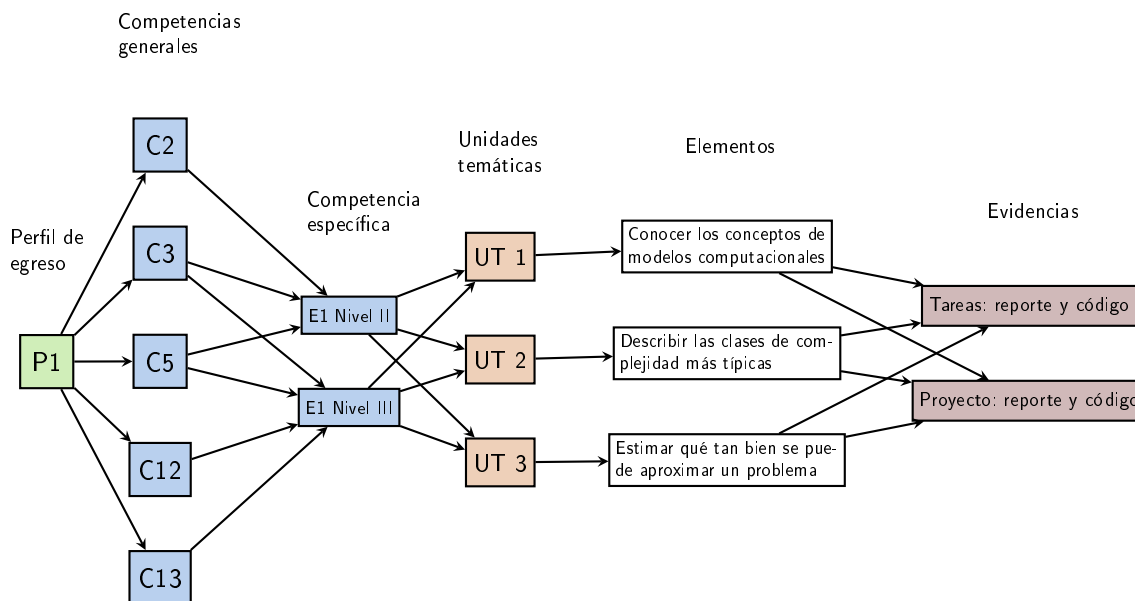 Competencias
generales
Perfil de
egreso
P1
C2
C3
C5
C12
C13
Competencia
específica
E1 Nivel II
E1 Nivel III
Unidades
temáticas
UT 1
UT 2
UT 3
Elementos
Conocer los conceptos de
modelos computacionales
Describir las clases de com-
plejidad más típicas
Estimar qué tan bien se pue-
de aproximar un problema
Evidencias
Tareas: reporte y código
Proyecto: reporte y código